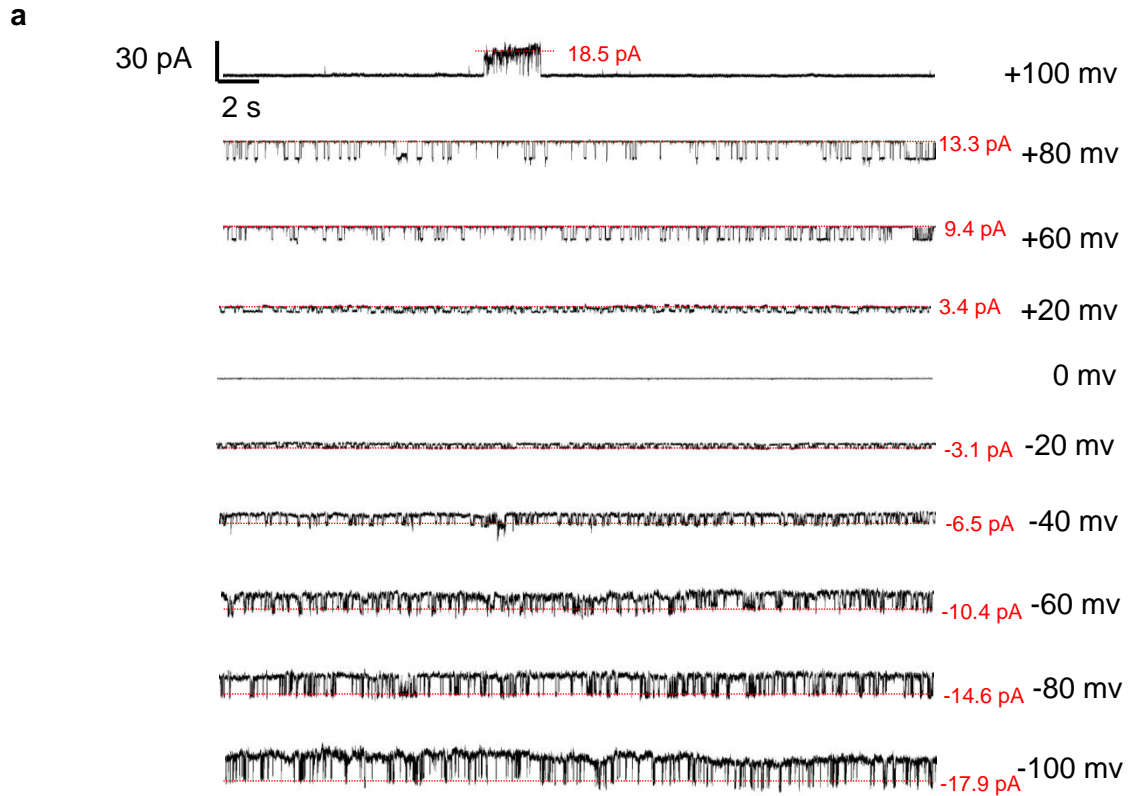 a
30 pA
18.5 pA
+100 mv
2 s
13.3 pA
+80 mv
9.4 pA
+60 mv
3.4 pA
+20 mv
0 mv
-3.1 pA
-20 mv
-6.5 pA
-40 mv
-10.4 pA
-60 mv
-14.6 pA
-80 mv
-17.9 pA
-100 mv